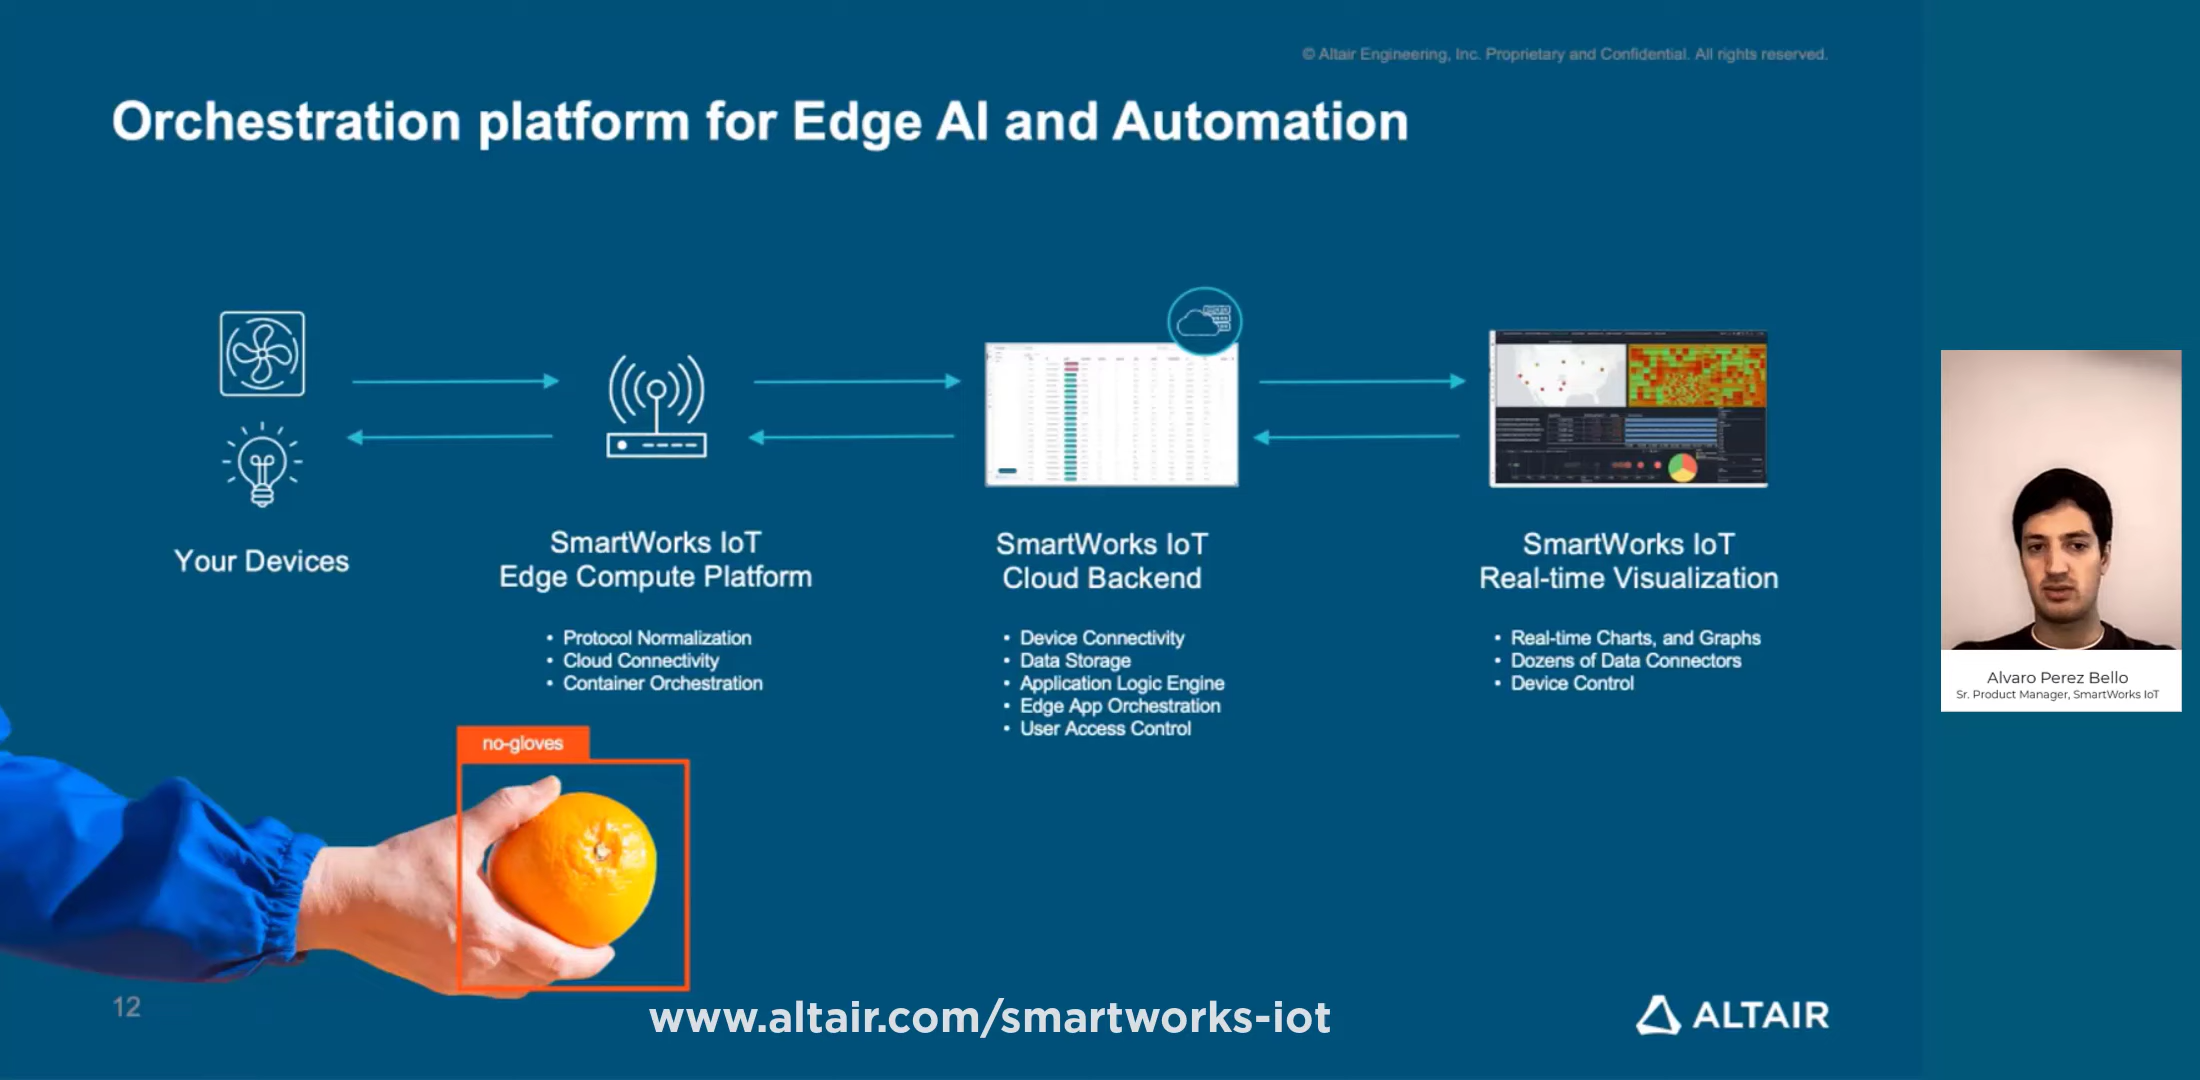 © Altair Engineering, Inc. Proprietary and Confidential. All rights reserved.
Orchestration platform for Edge AI and Automation
Your Devices
SmartWorks IoT
Edge Compute Platform
• Protocol Normalization
• Cloud Connectivity
• Container Orchestration
SmartWorks IoT
Cloud Backend
• Device Connectivity
• Data Storage
• Application Logic Engine
• Edge App Orchestration
• User Access Control
SmartWorks IoT
Real-time Visualization
• Real-time Charts, and Graphs
• Dozens of Data Connectors
• Device Control
no-gloves
Alvaro Perez Bello
Sr. Product Manager, SmartWorks IoT
12
www.altair.com/smartworks-iot
ALTAIR